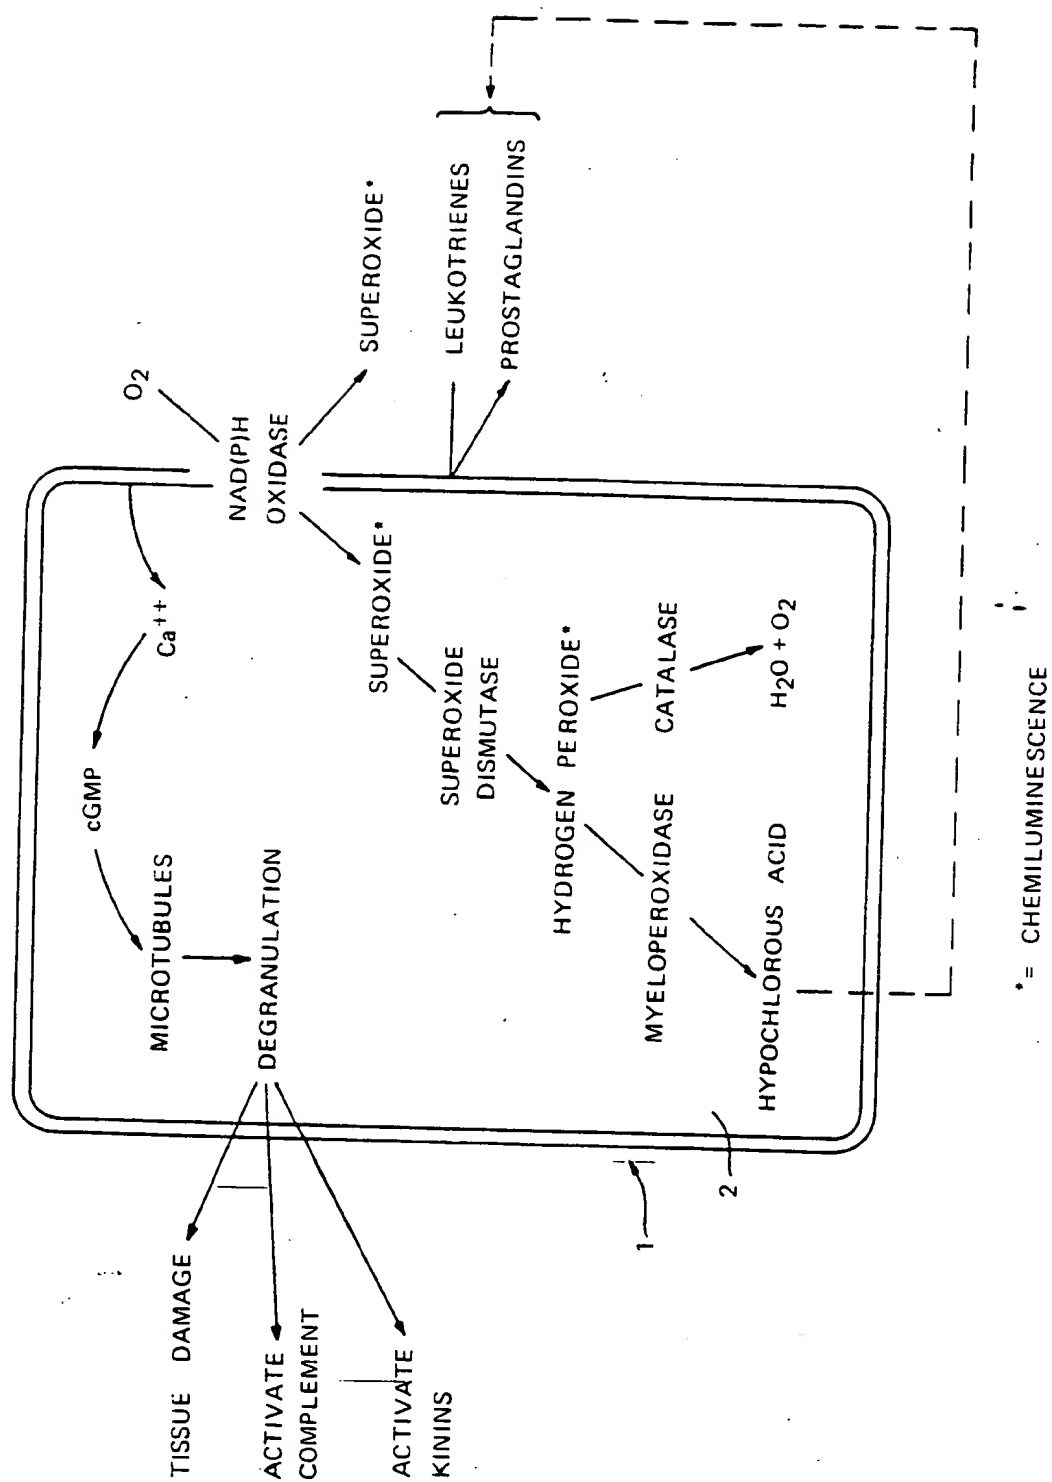 O2
NAD(P)H
OXIDASE
SUPEROXIDE*
LEUKOTRIENES
PROSTAGLANDINS
Ca++
cGMP
MICROTUBULES
DEGRANULATION
TISSUE DAMAGE
ACTIVATE
COMPLEMENT
ACTIVATE
KININS
SUPEROXIDE*
SUPEROXIDE
DISMUTASE
HYDROGEN PEROXIDE*
MYELOPEROXIDASE
CATALASE
HYPOCHLOROUS ACID
H2O + O2
1
2
*= CHEMILUMINESCENCE